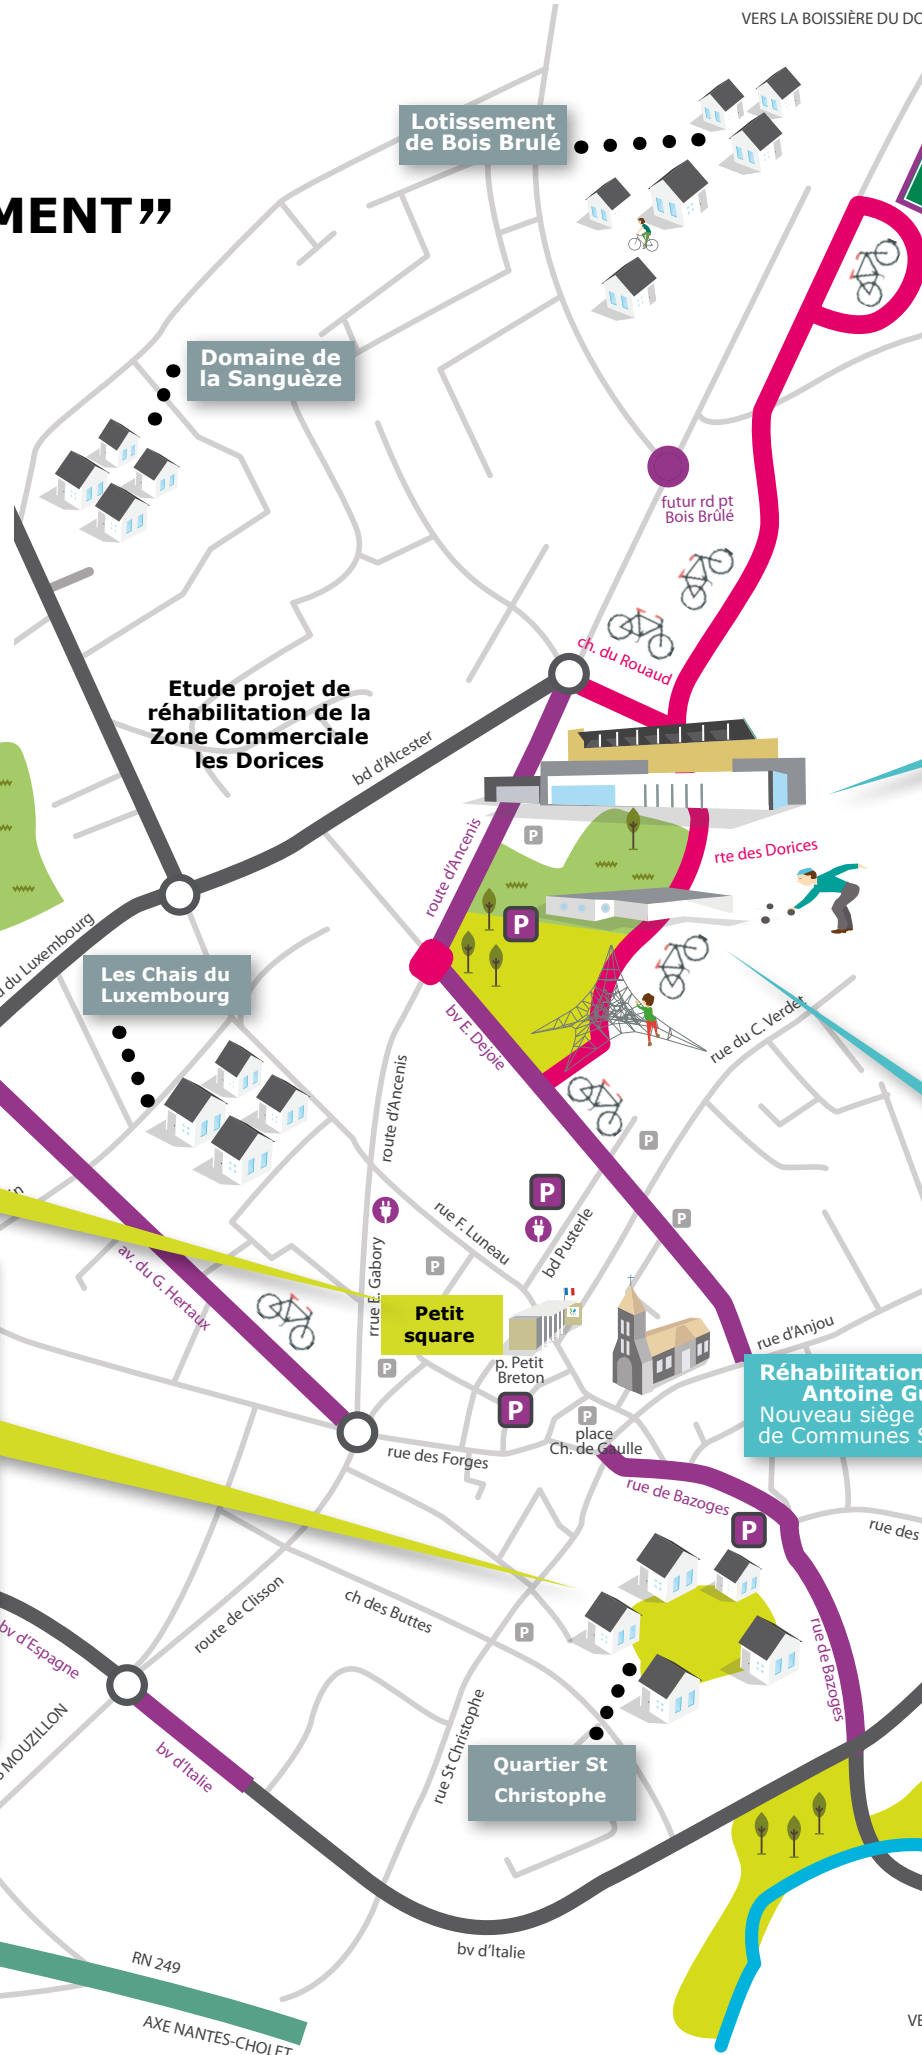 VERS LA BOISSIÈRE DU DO
Lotissement
de Bois Brulé
MENT”
Domaine de
la Sanguèze
futur rd pt
Bois Brûlé
ch. du Rouaud
Etude projet de
réhabilitation de la
Zone Commerciale
les Dorices
bd d'Alcester
P
route d'Ancenis
rte des Dorices
P
du Luxembourg
Les Chais du
Luxembourg
bv E. Dejoie
rue du C. Verdet
route d'Ancenis
P
in
P
P
rue F. Luneau
bd Pusterle
av. du G. Hertaux
rrue E. Gabory
P
Petit
square
rue d'Anjou
p. Petit
Breton
P
Réhabilitation
Antoine Gu
Nouveau siège
de Communes S
P
P
place
Ch. de Gaulle
rue des Forges
rue de Bazoges
P
rue des
route de Clisson
ch des Buttes
P
rue de Bazoges
bv d'Espagne
S MOUZILLON
bv d'Italie
rue St Christophe
Quartier St
Christophe
bv d'Italie
RN 249
AXE NANTES-CHOLET
VE